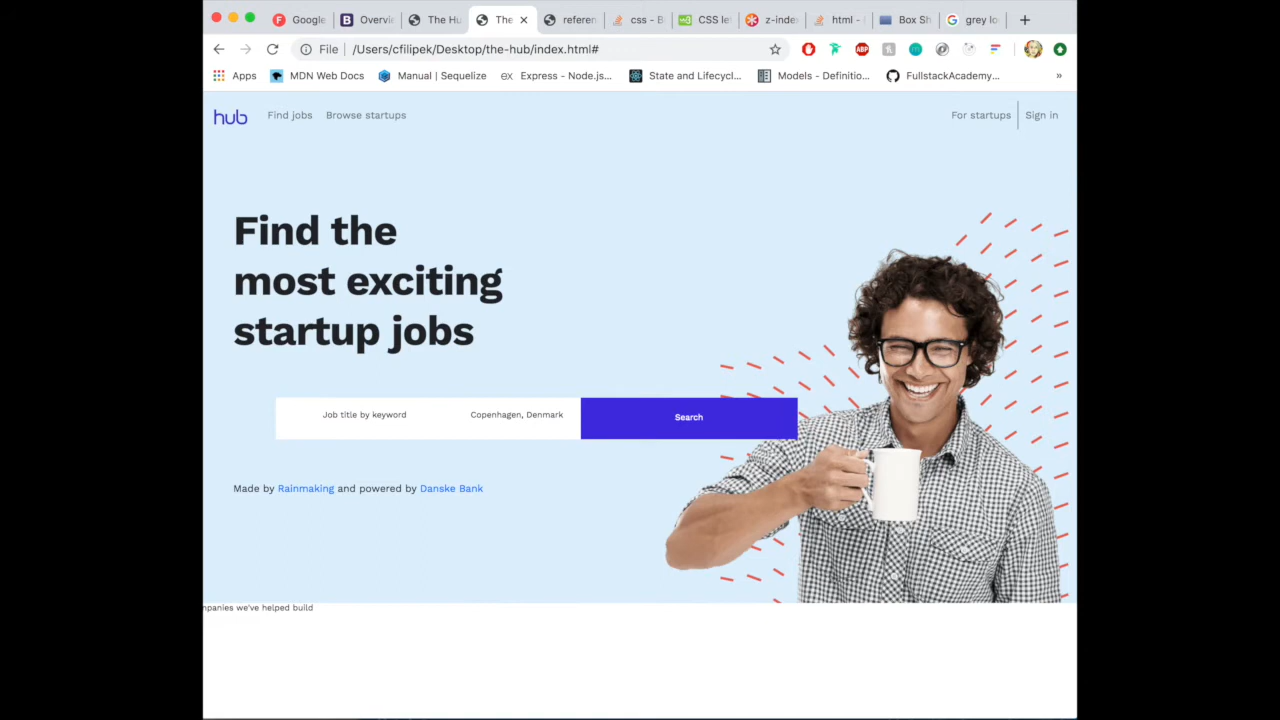 Google
Overvi
The Hu
The
referen
css - B
CSS le
z-inde
html -
Box Sh
grey lo
File
/Users/cfilipek/Desktop/the-hub/index.html#
ABP
Apps
MDN Web Docs
Manual | Sequelize
ex
Express - Node.js...
State and Lifecycl...
Models - Definitio...
FullstackAcademy...
»
hub
Find jobs
Browse startups
For startups
Sign in
Find the
most exciting
startup jobs
Job title by keyword
Copenhagen, Denmark
Search
Made by Rainmaking and powered by Danske Bank
npanies we've helped build